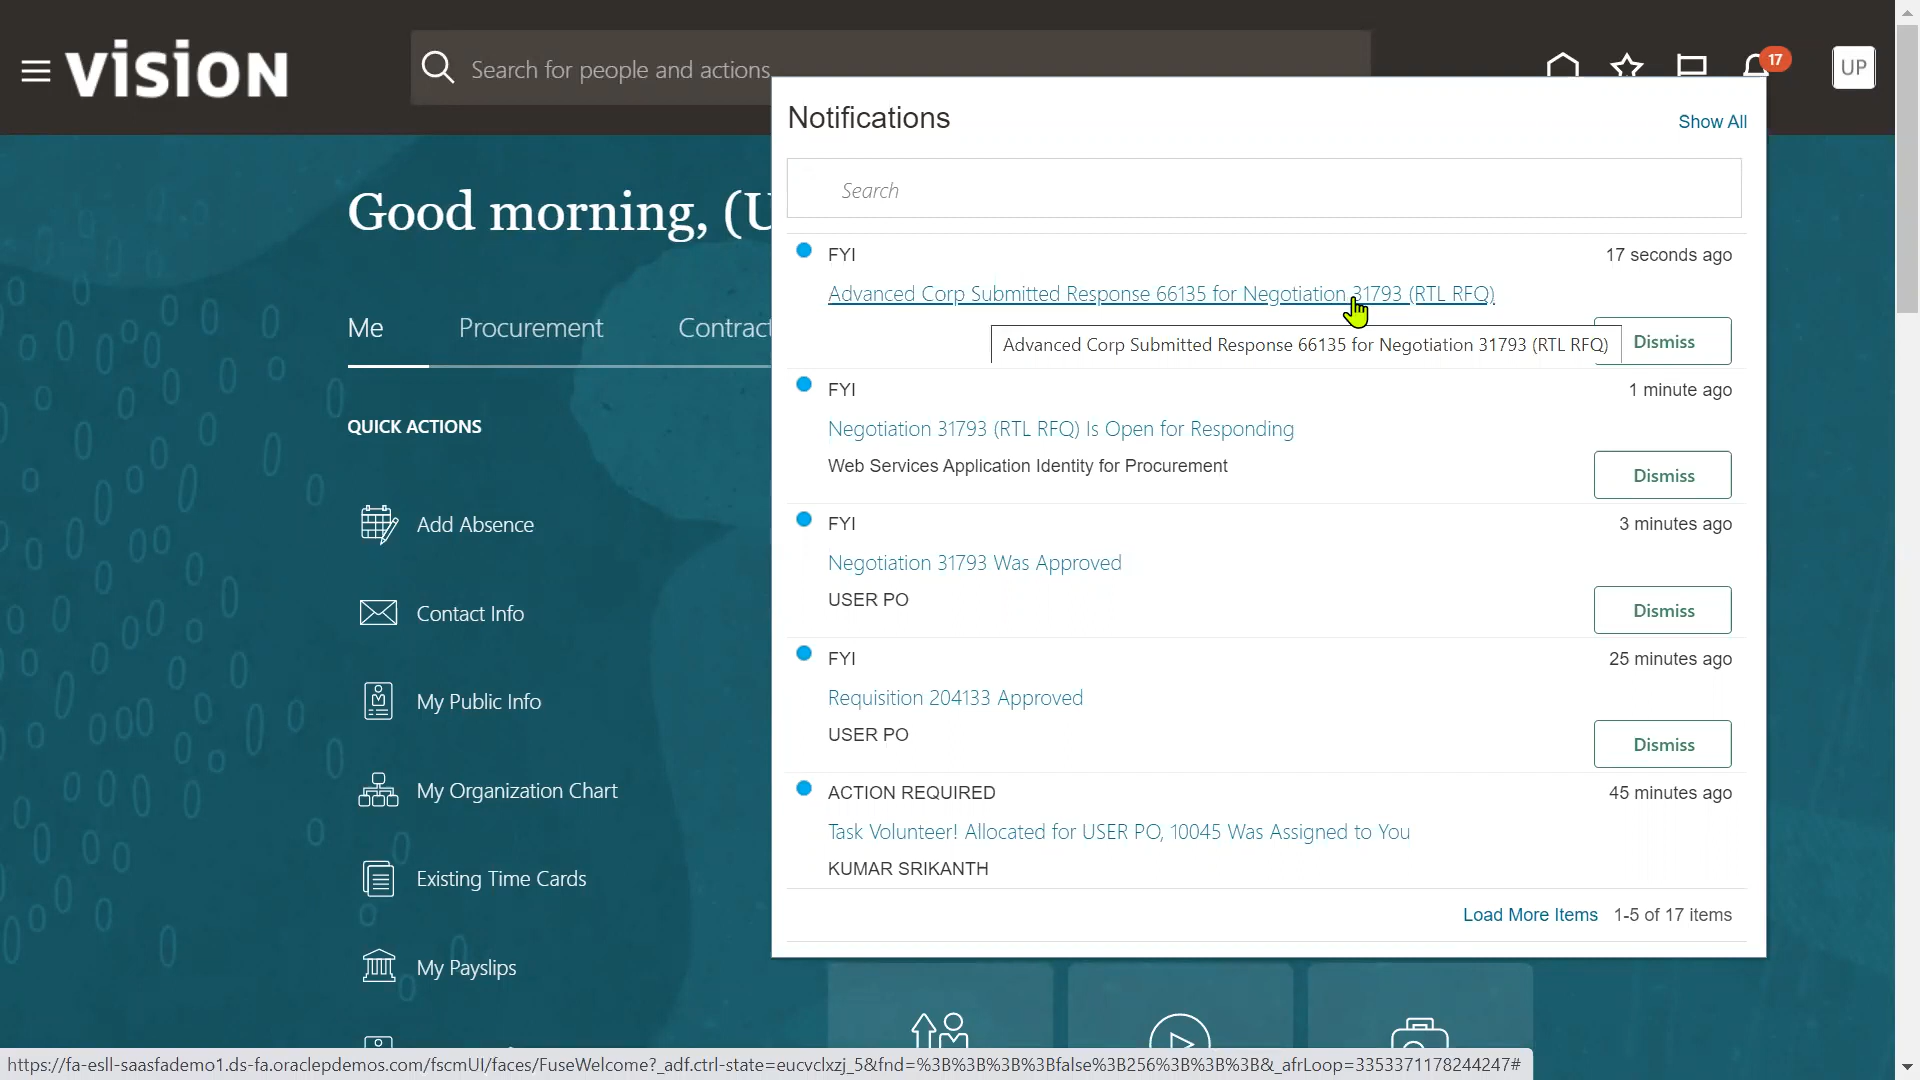 vision
Search for people and actions
17
UP
Notifications
Show All
Search
Good morning, (U
Me
Procurement
Contract
QUICK ACTIONS
Add Absence
Contact Info
My Public Info
My Organization Chart
Existing Time Cards
My Payslips
FYI
17 seconds ago
Advanced Corp Submitted Response 66135 for Negotiation 31793 (RTL RFQ)
Advanced Corp Submitted Response 66135 for Negotiation 31793 (RTL RFQ)
Dismiss
FYI
1 minute ago
Negotiation 31793 (RTL RFQ) Is Open for Responding
Web Services Application Identity for Procurement
Dismiss
FYI
3 minutes ago
Negotiation 31793 Was Approved
USER PO
Dismiss
FYI
25 minutes ago
Requisition 204133 Approved
USER PO
Dismiss
ACTION REQUIRED
45 minutes ago
Task Volunteer! Allocated for USER PO, 10045 Was Assigned to You
KUMAR SRIKANTH
Load More Items 1-5 of 17 items
https://fa-esll-saasfademo1.ds-fa.oraclepdemos.com/fscmUI/faces/FuseWelcome?_adf.ctrl-state=eucvclxzj_5&fnd=%3B%3B%3B%3Bfalse%3B256%3B%3B%3B&_afrLoop=3353371178244247#